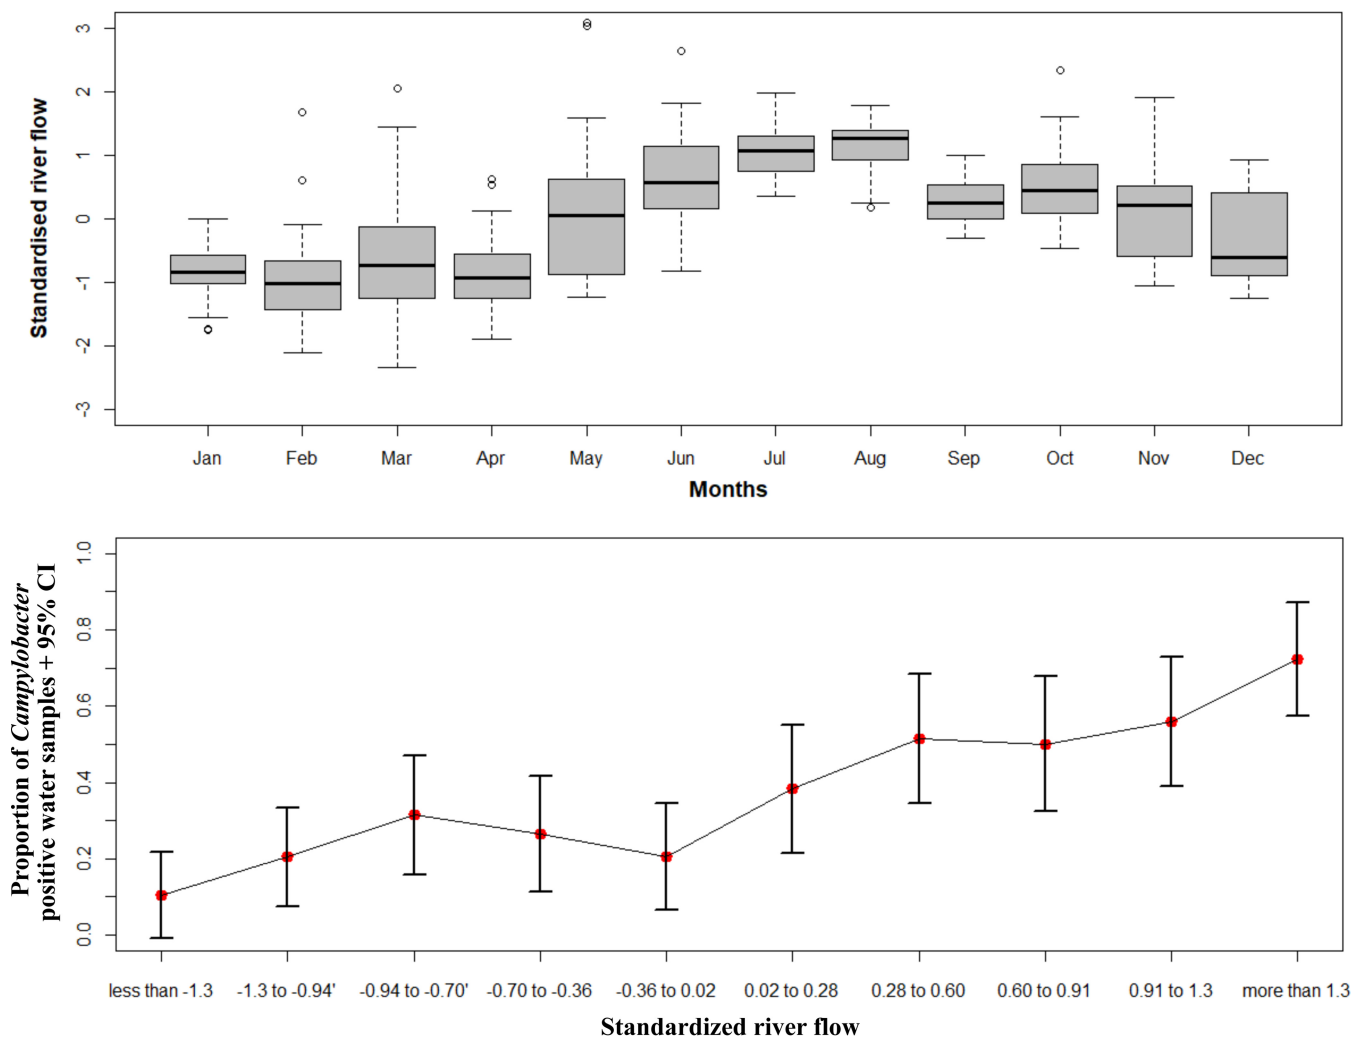 Standardised river flow
3
2
1
0
-1
-2
-3
Jan Feb Mar Apr May Jun Jul Aug Sep Oct Nov Dec
Months
Proportion of Campylobacter
positive water samples + 95% CI
1.0
0.8
0.6
0.4
0.2
0.0
less than -1.3 -1.3 to -0.94' -0.94 to -0.70' -0.70 to -0.36 -0.36 to 0.02 0.02 to 0.28 0.28 to 0.60 0.60 to 0.91 0.91 to 1.3 more than 1.3
Standardized river flow